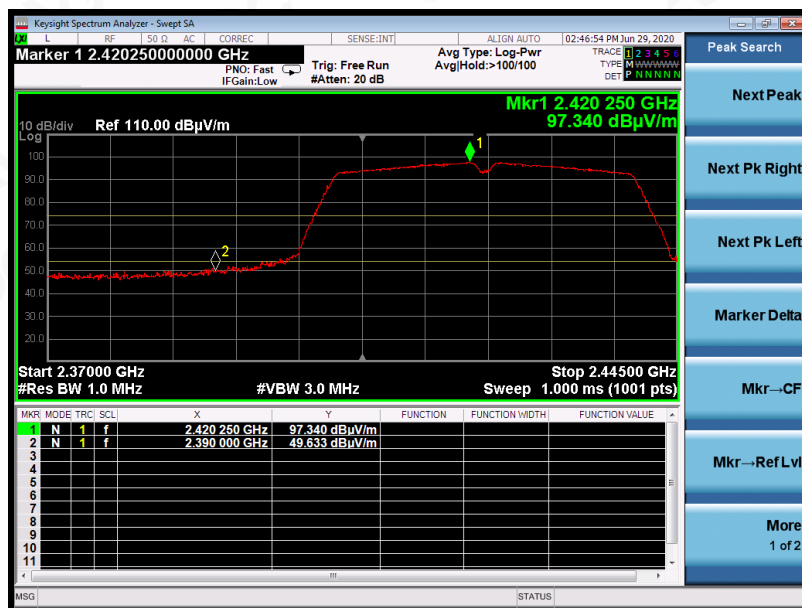 Keysight Spectrum Analyzer - Swept SA
LXI L RF 50 Ω AC CORREC SENSE:INT ALIGN AUTO 02:46:54 PM Jun 29, 2020
Marker 1 2.420250000000 GHz
PNO: Fast
IFGain:Low
Trig: Free Run
#Atten: 20 dB
Avg Type: Log-Pwr
Avg|Hold:>100/100
TRACE 1 2 3 4 5 6
TYPE M WWWWW
DET P N N N N N
Peak Search
Next Peak
Next Pk Right
Next Pk Left
Marker Delta
Mkr→CF
Mkr→Ref Lvl
More
1 of 2
Mkr1 2.420 250 GHz
97.340 dBµV/m
10 dB/div Ref 110.00 dBµV/m
Log
100
90.0
80.0
70.0
60.0
50.0
40.0
30.0
20.0
1
2
Start 2.37000 GHz Stop 2.44500 GHz
#Res BW 1.0 MHz #VBW 3.0 MHz Sweep 1.000 ms (1001 pts)
MKR MODE TRC SCL X Y FUNCTION FUNCTION WIDTH FUNCTION VALUE
1 N 1 f 2.420 250 GHz 97.340 dBµV/m
2 N 1 f 2.390 000 GHz 49.633 dBµV/m
3
4
5
6
7
8
9
10
11
MSG STATUS